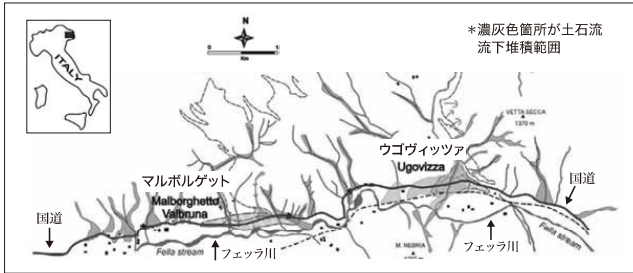 ITALY
N
0
1
Km
＊濃灰色箇所が土石流
流下堆積範囲
VETTA SECCA
1370 m
ウゴヴィッツァ
Ugovizza
マルボルゲット
Malborghetto
Valbruna
国道
国道
Fella stream
フェッラ川
M. NEBRIA
フェッラ川
Fella stream